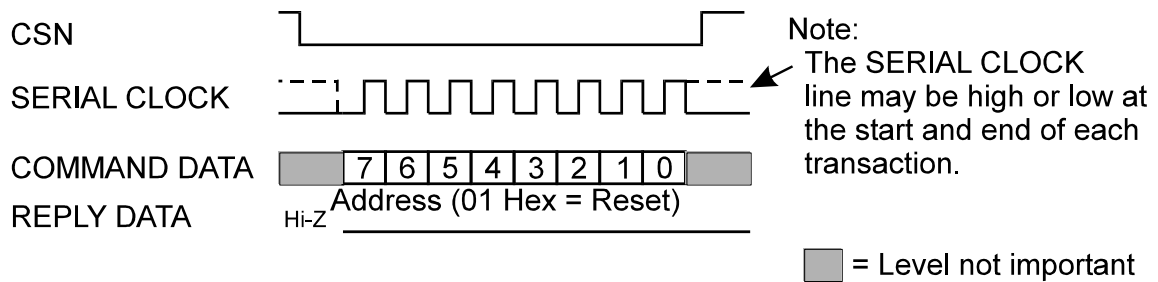 CSN
SERIAL CLOCK
COMMAND DATA
7 6 5 4 3 2 1 0
Address (01 Hex = Reset)
REPLY DATA
Hi-Z
Note:
The SERIAL CLOCK
line may be high or low at
the start and end of each
transaction.
= Level not important